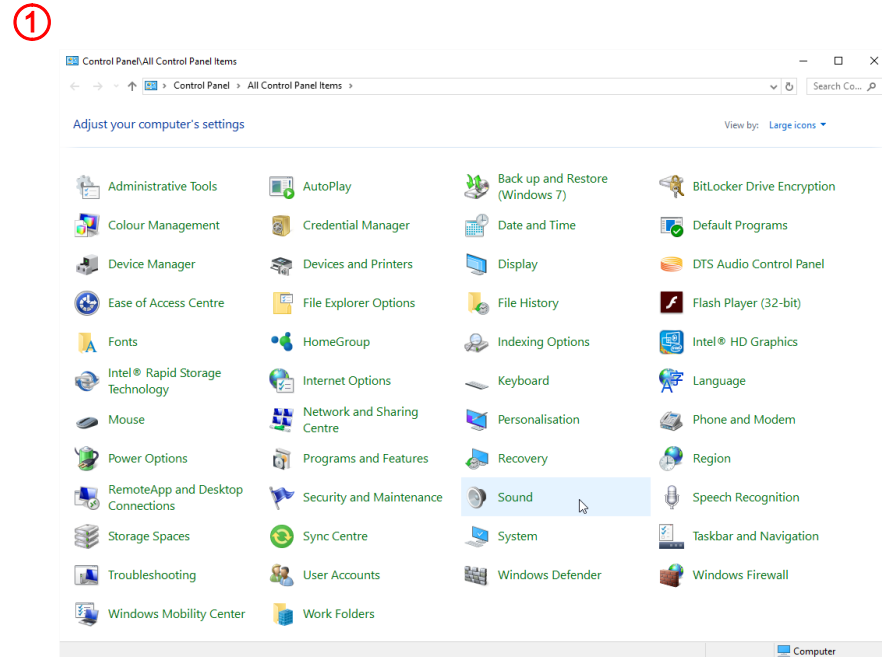 1
Control Panel\All Control Panel Items
Control Panel › All Control Panel Items ›
Search Co...
Adjust your computer's settings
View by: Large icons
Administrative Tools
AutoPlay
Back up and Restore
(Windows 7)
BitLocker Drive Encryption
Colour Management
Credential Manager
Date and Time
Default Programs
Device Manager
Devices and Printers
Display
DTS Audio Control Panel
Ease of Access Centre
File Explorer Options
File History
Flash Player (32-bit)
Fonts
HomeGroup
Indexing Options
Intel® HD Graphics
Intel® Rapid Storage
Technology
Internet Options
Keyboard
Language
Mouse
Network and Sharing
Centre
Personalisation
Phone and Modem
Power Options
Programs and Features
Recovery
Region
RemoteApp and Desktop
Connections
Security and Maintenance
Sound
Speech Recognition
Storage Spaces
Sync Centre
System
Taskbar and Navigation
Troubleshooting
User Accounts
Windows Defender
Windows Firewall
Windows Mobility Center
Work Folders
Computer